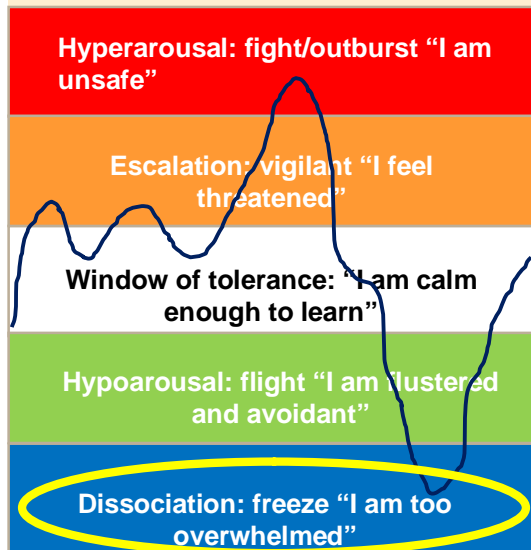 Hyperarousal: fight/outburst “I am
unsafe”
Escalation: vigilant “I feel
threatened”
Window of tolerance: “I am calm
enough to learn”
Hypoarousal: flight “I am flustered
and avoidant”
Dissociation: freeze “I am too
overwhelmed”